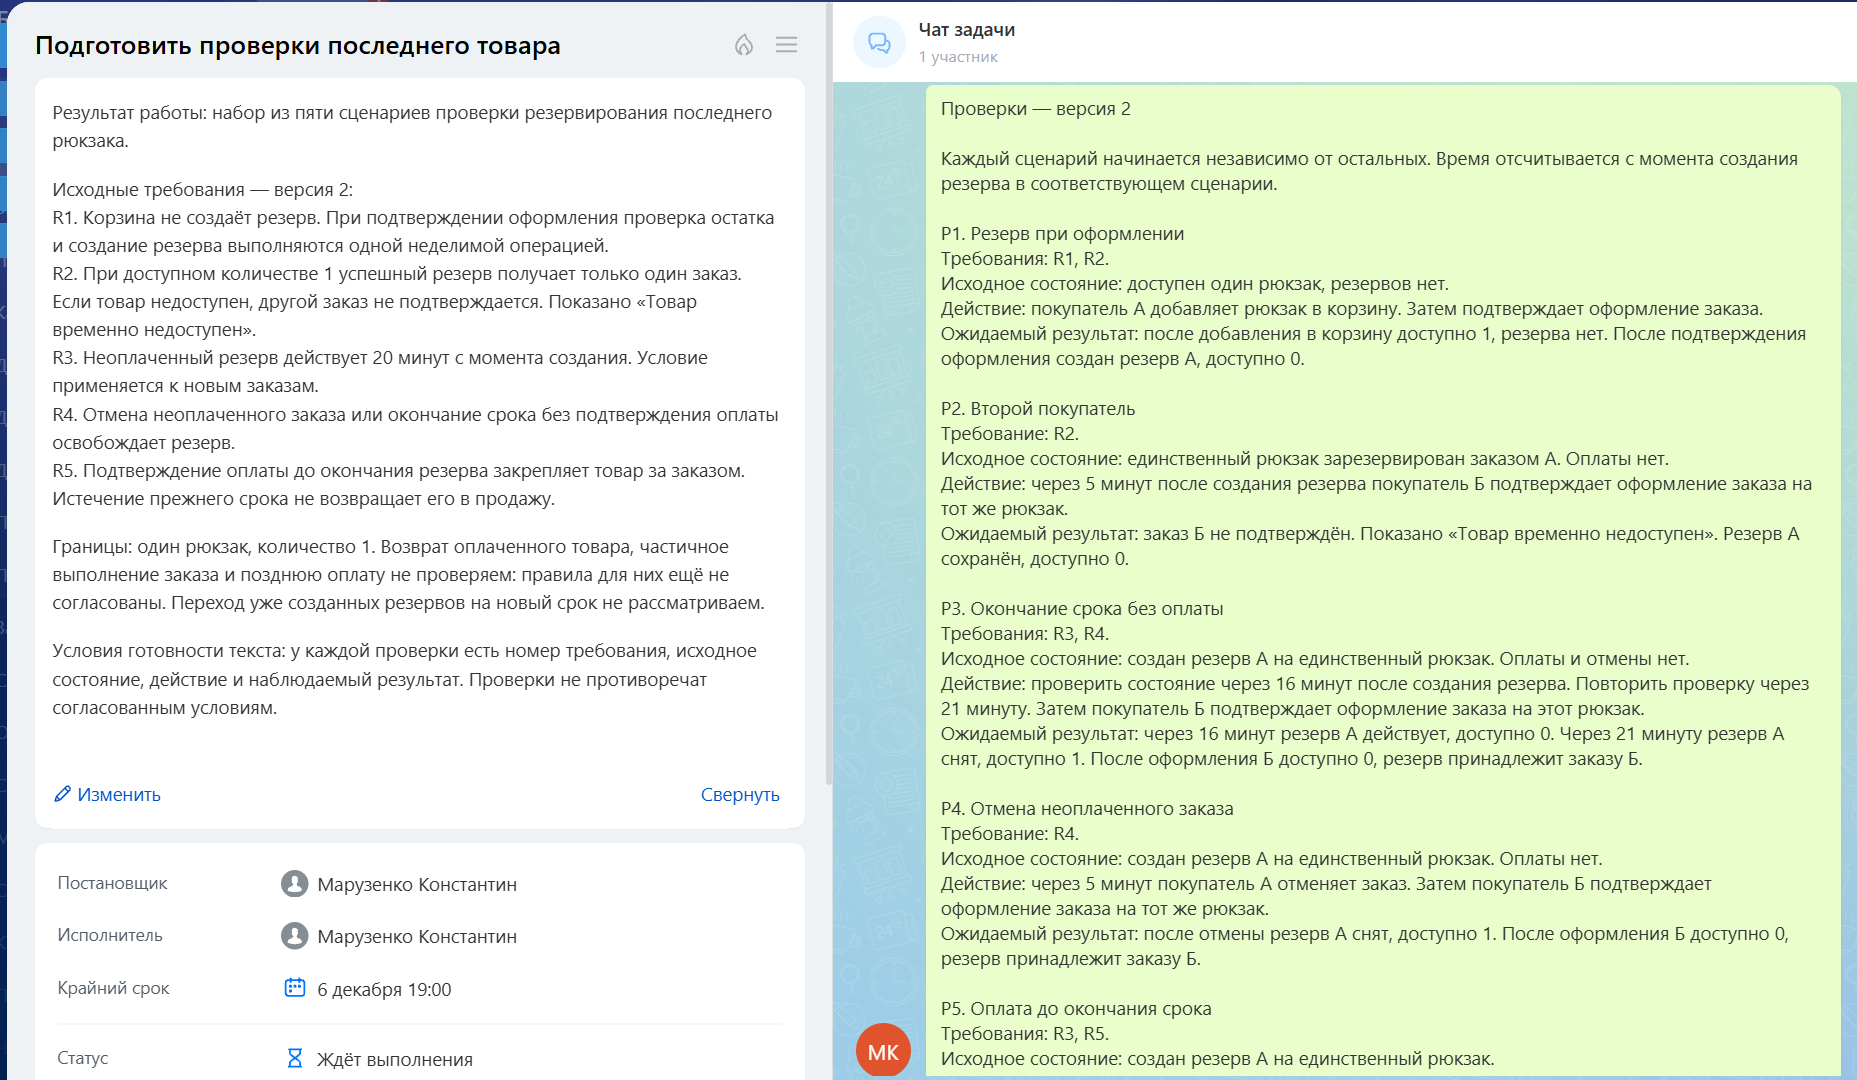 Подготовить проверки последнего товара
Результат работы: набор из пяти сценариев проверки резервирования последнего
рюкзака.
Исходные требования — версия 2:
R1. Корзина не создаёт резерв. При подтверждении оформления проверка остатка
и создание резерва выполняются одной неделимой операцией.
R2. При доступном количестве 1 успешный резерв получает только один заказ.
Если товар недоступен, другой заказ не подтверждается. Показано «Товар
временно недоступен».
R3. Неоплаченный резерв действует 20 минут с момента создания. Условие
применяется к новым заказам.
R4. Отмена неоплаченного заказа или окончание срока без подтверждения оплаты
освобождает резерв.
R5. Подтверждение оплаты до окончания резерва закрепляет товар за заказом.
Истечение прежнего срока не возвращает его в продажу.
Границы: один рюкзак, количество 1. Возврат оплаченного товара, частичное
выполнение заказа и позднюю оплату не проверяем: правила для них ещё не
согласованы. Переход уже созданных резервов на новый срок не рассматриваем.
Условия готовности текста: у каждой проверки есть номер требования, исходное
состояние, действие и наблюдаемый результат. Проверки не противоречат
согласованным условиям.
Изменить
Свернуть
Постановщик
Марузенко Константин
Исполнитель
Марузенко Константин
Крайний срок
6 декабря 19:00
Статус
Ждёт выполнения
Чат задачи
1 участник
Проверки — версия 2
Каждый сценарий начинается независимо от остальных. Время отсчитывается с момента создания
резерва в соответствующем сценарии.
P1. Резерв при оформлении
Требования: R1, R2.
Исходное состояние: доступен один рюкзак, резервов нет.
Действие: покупатель А добавляет рюкзак в корзину. Затем подтверждает оформление заказа.
Ожидаемый результат: после добавления в корзину доступно 1, резерва нет. После подтверждения
оформления создан резерв А, доступно 0.
P2. Второй покупатель
Требование: R2.
Исходное состояние: единственный рюкзак зарезервирован заказом А. Оплаты нет.
Действие: через 5 минут после создания резерва покупатель Б подтверждает оформление заказа на
тот же рюкзак.
Ожидаемый результат: заказ Б не подтверждён. Показано «Товар временно недоступен». Резерв А
сохранён, доступно 0.
P3. Окончание срока без оплаты
Требования: R3, R4.
Исходное состояние: создан резерв А на единственный рюкзак. Оплаты и отмены нет.
Действие: проверить состояние через 16 минут после создания резерва. Повторить проверку через
21 минуту. Затем покупатель Б подтверждает оформление заказа на этот рюкзак.
Ожидаемый результат: через 16 минут резерв А действует, доступно 0. Через 21 минуту резерв А
снят, доступно 1. После оформления Б доступно 0, резерв принадлежит заказу Б.
P4. Отмена неоплаченного заказа
Требование: R4.
Исходное состояние: создан резерв А на единственный рюкзак. Оплаты нет.
Действие: через 5 минут покупатель А отменяет заказ. Затем покупатель Б подтверждает
оформление заказа на тот же рюкзак.
Ожидаемый результат: после отмены резерв А снят, доступно 1. После оформления Б доступно 0,
резерв принадлежит заказу Б.
P5. Оплата до окончания срока
Требования: R3, R5.
Исходное состояние: создан резерв А на единственный рюкзак.
МК